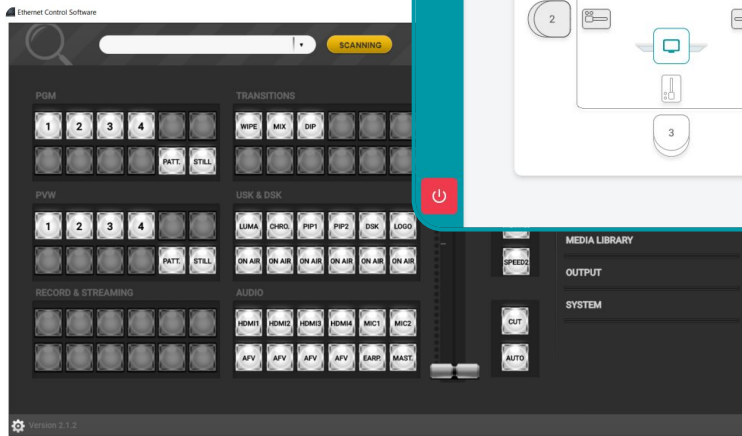 Ethernet Control Software
SCANNING
2
3
PGM
TRANSITIONS
1 2 3 4
WIPE MIX DIP
PATT. STILL
PVW
USK & DSK
1 2 3 4
LUMA CHRO. PIP1 PIP2 DSK LOGO
PATT. STILL
ON AIR ON AIR ON AIR ON AIR ON AIR ON AIR
SPEED2
MEDIA LIBRARY
OUTPUT
SYSTEM
RECORD & STREAMING
AUDIO
HDMI1 HDMI2 HDMI3 HDMI4 MIC1 MIC2
CUT
AFV AFV AFV AFV EARP. MAST.
AUTO
Version 2.1.2